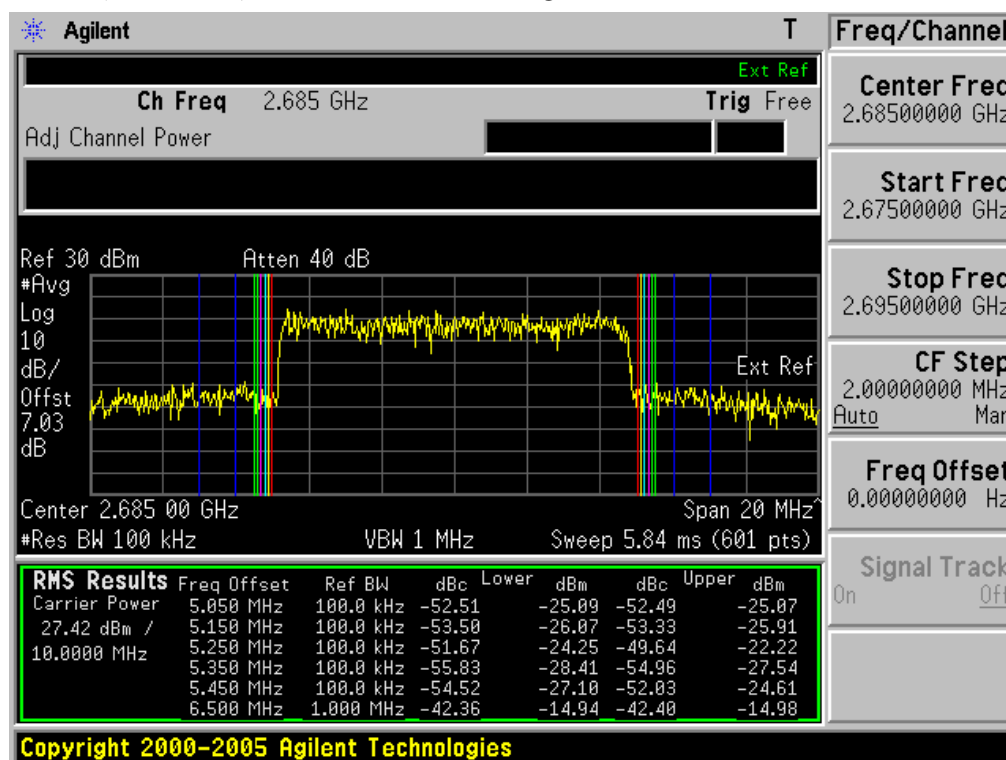 Agilent T
Ext Ref
Ch Freq 2.685 GHz Trig Free
Adj Channel Power
Ref 30 dBm Atten 40 dB
#Avg
Log
10
dB/
Offst
7.03
dB
Ext Ref
Center 2.685 00 GHz Span 20 MHz^
#Res BW 100 kHz VBW 1 MHz Sweep 5.84 ms (601 pts)
RMS Results Freq Offset Ref BW dBc Lower dBm dBc Upper dBm
Carrier Power 5.050 MHz 100.0 kHz -52.51 -25.09 -52.49 -25.07
27.42 dBm / 5.150 MHz 100.0 kHz -53.50 -26.07 -53.33 -25.91
10.0000 MHz 5.250 MHz 100.0 kHz -51.67 -24.25 -49.64 -22.22
5.350 MHz 100.0 kHz -55.83 -28.41 -54.96 -27.54
5.450 MHz 100.0 kHz -54.52 -27.10 -52.03 -24.61
6.500 MHz 1.000 MHz -42.36 -14.94 -42.40 -14.98
Freq/Channel
Center Freq
2.68500000 GHz
Start Freq
2.67500000 GHz
Stop Freq
2.69500000 GHz
CF Step
2.00000000 MHz
Auto Man
Freq Offset
0.00000000 Hz
Signal Track
On Off
Copyright 2000-2005 Agilent Technologies